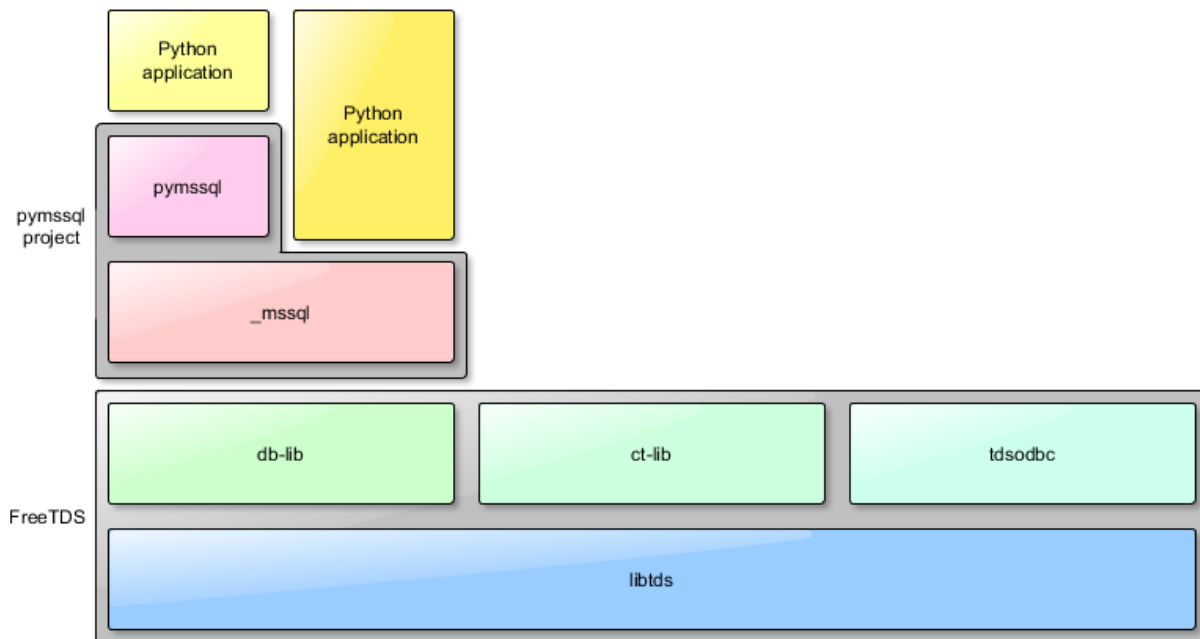 Python
application
Python
application
pymssql
pymssql
project
_mssql
db-lib
ct-lib
tdsodbc
FreeTDS
libtds